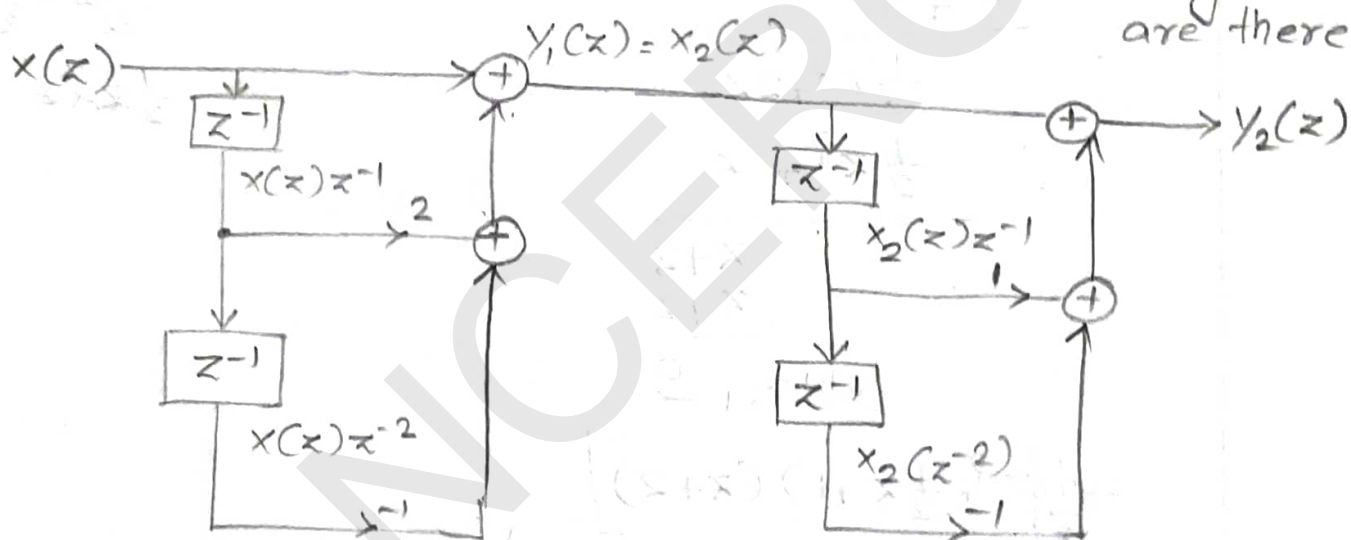 are there
x(z)
Y₁(z) = x₂(z)
+
+
Y₂(z)
z⁻¹
x(z)z⁻¹
2
+
z⁻¹
x₂(z)z⁻¹
1
+
z⁻¹
x(z)z⁻²
-1
z⁻¹
x₂(z⁻²)
-1
NCERC